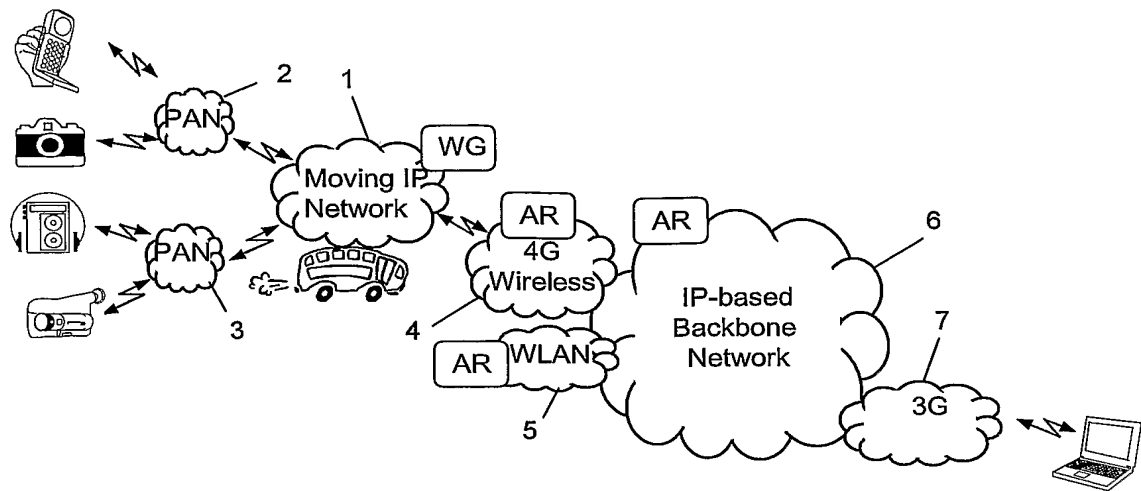 2
1
PAN
WG
Moving IP
Network
AR
AR
6
4G
Wireless
PAN
IP-based
Backbone
Network
3
4
7
AR
WLAN
3G
5